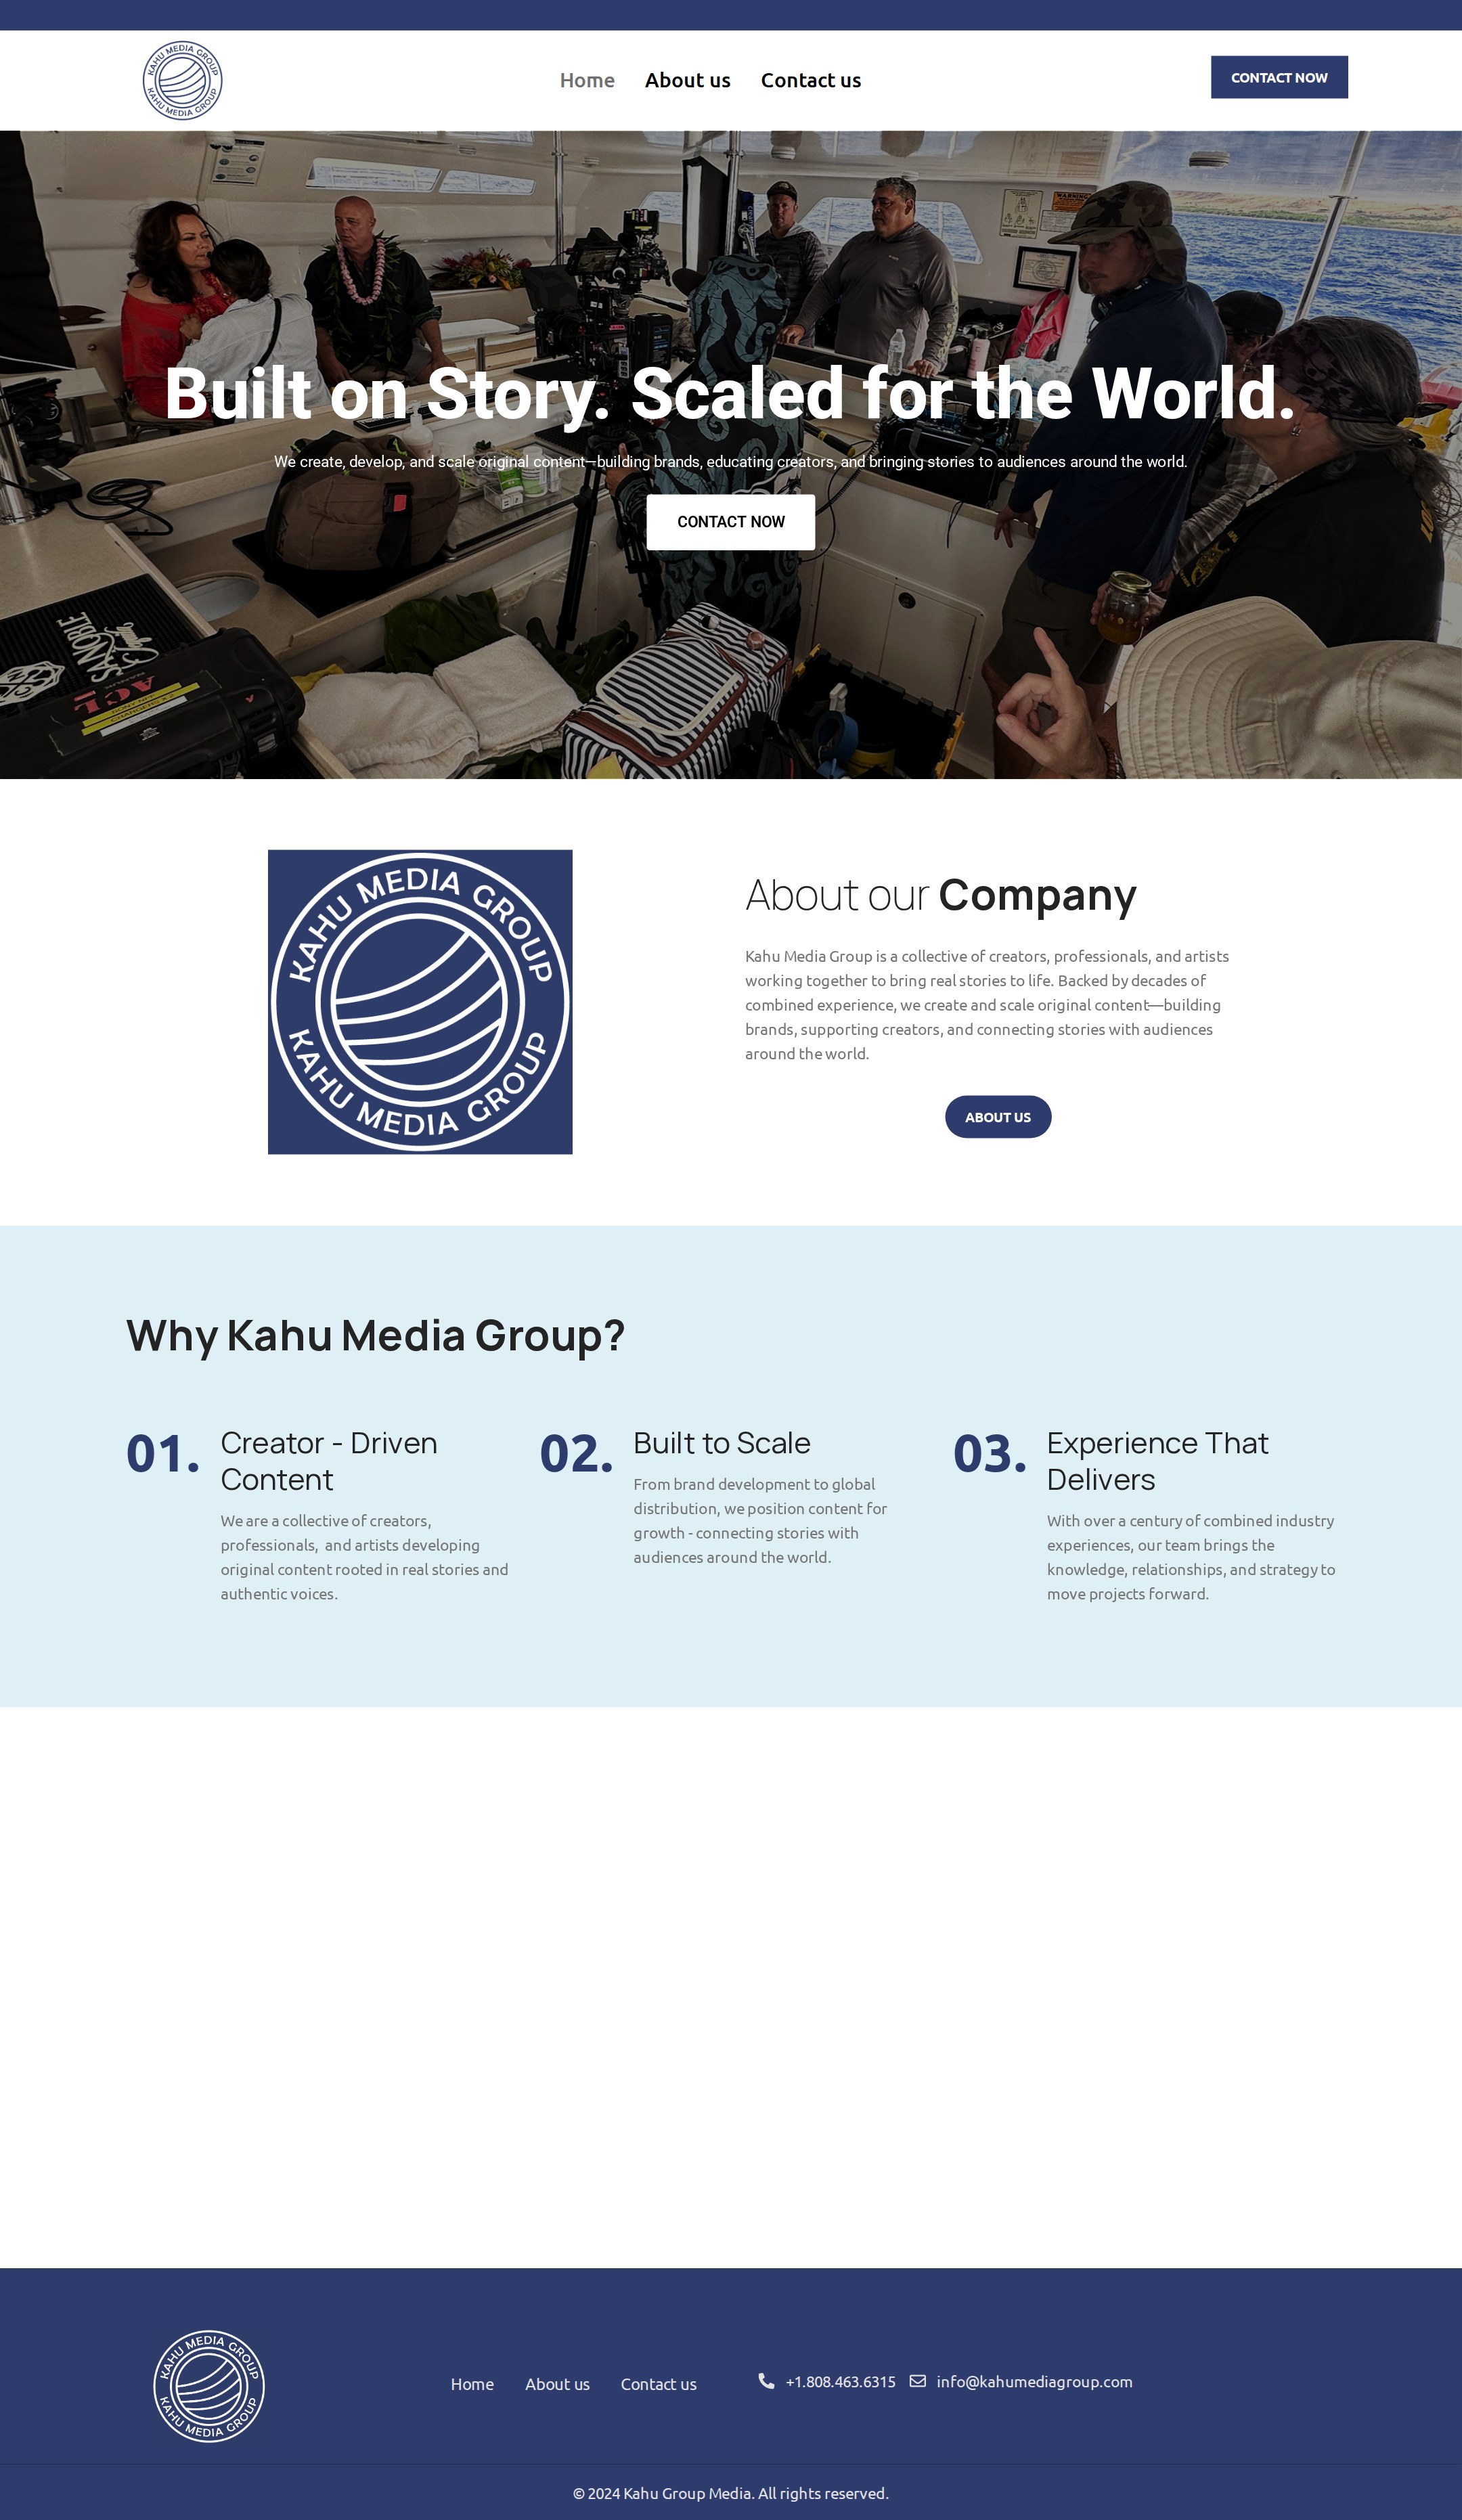 KAHU MEDIA GROUP
KAHU MEDIA GROUP
Home About us Contact us
CONTACT NOW
WARNING
Built on Story. Scaled for the World.
We create, develop, and scale original content—building brands, educating creators, and bringing stories to audiences around the world.
CONTACT NOW
KAHU MEDIA GROUP
KAHU MEDIA GROUP
About our Company
Kahu Media Group is a collective of creators, professionals, and artists
working together to bring real stories to life. Backed by decades of
combined experience, we create and scale original content—building
brands, supporting creators, and connecting stories with audiences
around the world.
ABOUT US
Why Kahu Media Group?
01. Creator - Driven
Content
We are a collective of creators,
professionals,  and artists developing
original content rooted in real stories and
authentic voices.
02. Built to Scale
From brand development to global
distribution, we position content for
growth - connecting stories with
audiences around the world.
03. Experience That
Delivers
With over a century of combined industry
experiences, our team brings the
knowledge, relationships, and strategy to
move projects forward.
KAHU MEDIA GROUP
KAHU MEDIA GROUP
Home About us Contact us
+1.808.463.6315 info@kahumediagroup.com
© 2024 Kahu Group Media. All rights reserved.